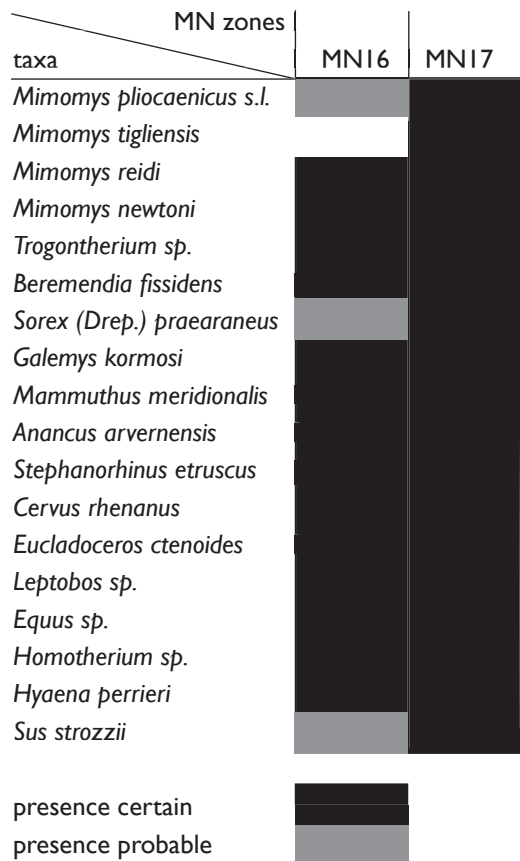 MN zones
taxa MN16 MN17
Mimomys pliocaenicus s.l.
Mimomys tigliensis
Mimomys reidi
Mimomys newtoni
Trogontherium sp.
Beremendia fissidens
Sorex (Drep.) praearaneus
Galemys kormosi
Mammuthus meridionalis
Anancus arvernensis
Stephanorhinus etruscus
Cervus rhenanus
Eucladoceros ctenoides
Leptobos sp.
Equus sp.
Homotherium sp.
Hyaena perrieri
Sus strozzii
presence certain
presence probable